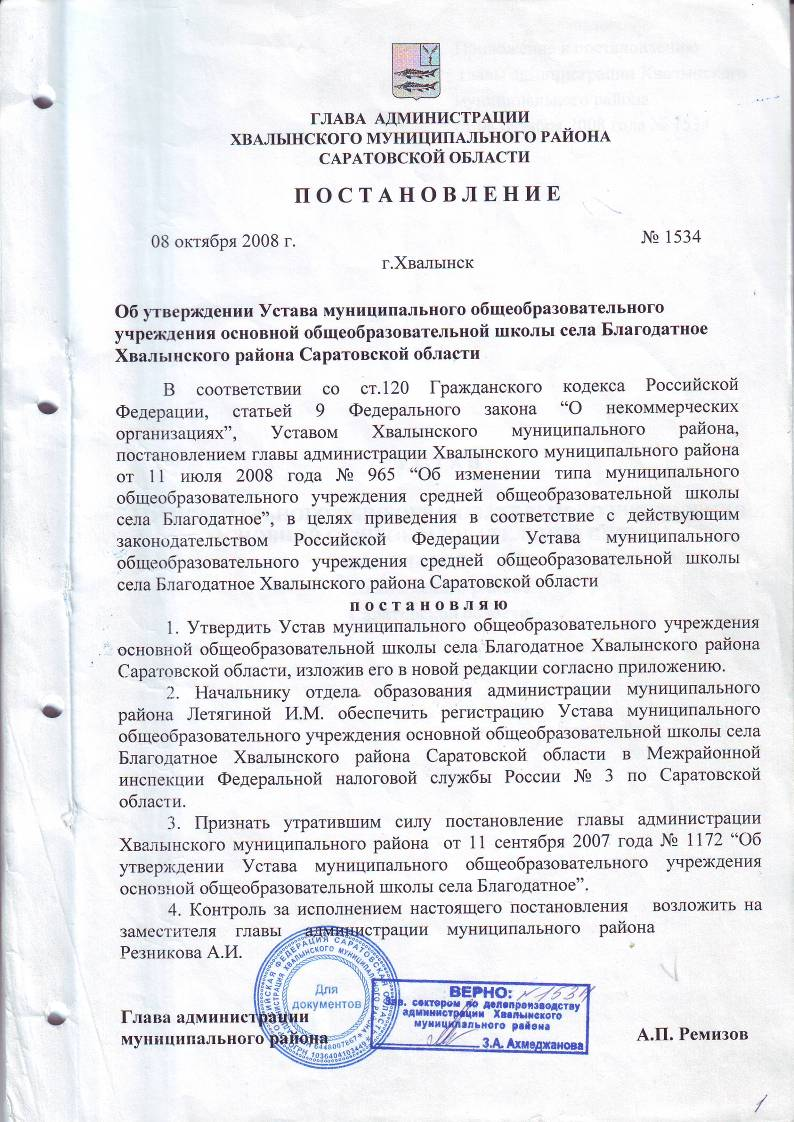 ГЛАВА АДМИНИСТРАЦИИ
ХВАЛЫНСКОГО МУНИЦИПАЛЬНОГО РАЙОНА
САРАТОВСКОЙ ОБЛАСТИ
П О С Т А Н О В Л Е Н И Е
08 октября 2008 г. № 1534
г.Хвалынск
Об утверждении Устава муниципального общеобразовательного
учреждения основной общеобразовательной школы села Благодатное
Хвалынского района Саратовской области
В соответствии со ст.120 Гражданского кодекса Российской
Федерации, статьей 9 Федерального закона “О некоммерческих
организациях”, Уставом Хвалынского муниципального района,
постановлением главы администрации Хвалынского муниципального района
от 11 июля 2008 года № 965 “Об изменении типа муниципального
общеобразовательного учреждения средней общеобразовательной школы
села Благодатное”, в целях приведения в соответствие с действующим
законодательством Российской Федерации Устава муниципального
общеобразовательного учреждения средней общеобразовательной школы
села Благодатное Хвалынского района Саратовской области
п о с т а н о в л я ю
1. Утвердить Устав муниципального общеобразовательного учреждения
основной общеобразовательной школы села Благодатное Хвалынского района
Саратовской области, изложив его в новой редакции согласно приложению.
2. Начальнику отдела образования администрации муниципального
района Летягиной И.М. обеспечить регистрацию Устава муниципального
общеобразовательного учреждения основной общеобразовательной школы села
Благодатное Хвалынского района Саратовской области в Межрайонной
инспекции Федеральной налоговой службы России № 3 по Саратовской
области.
3. Признать утратившим силу постановление главы администрации
Хвалынского муниципального района от 11 сентября 2007 года № 1172 “Об
утверждении Устава муниципального общеобразовательного учреждения
основной общеобразовательной школы села Благодатное”.
4. Контроль за исполнением настоящего постановления возложить на
заместителя главы администрации муниципального района
Резникова А.И.
Для
документов
ВЕРНО: №1534
Зав. сектором по делопроизводству
администрации Хвалынского
муниципального района
З.А. Ахмеджанова
Глава администрации
муниципального района А.П. Ремизов
1